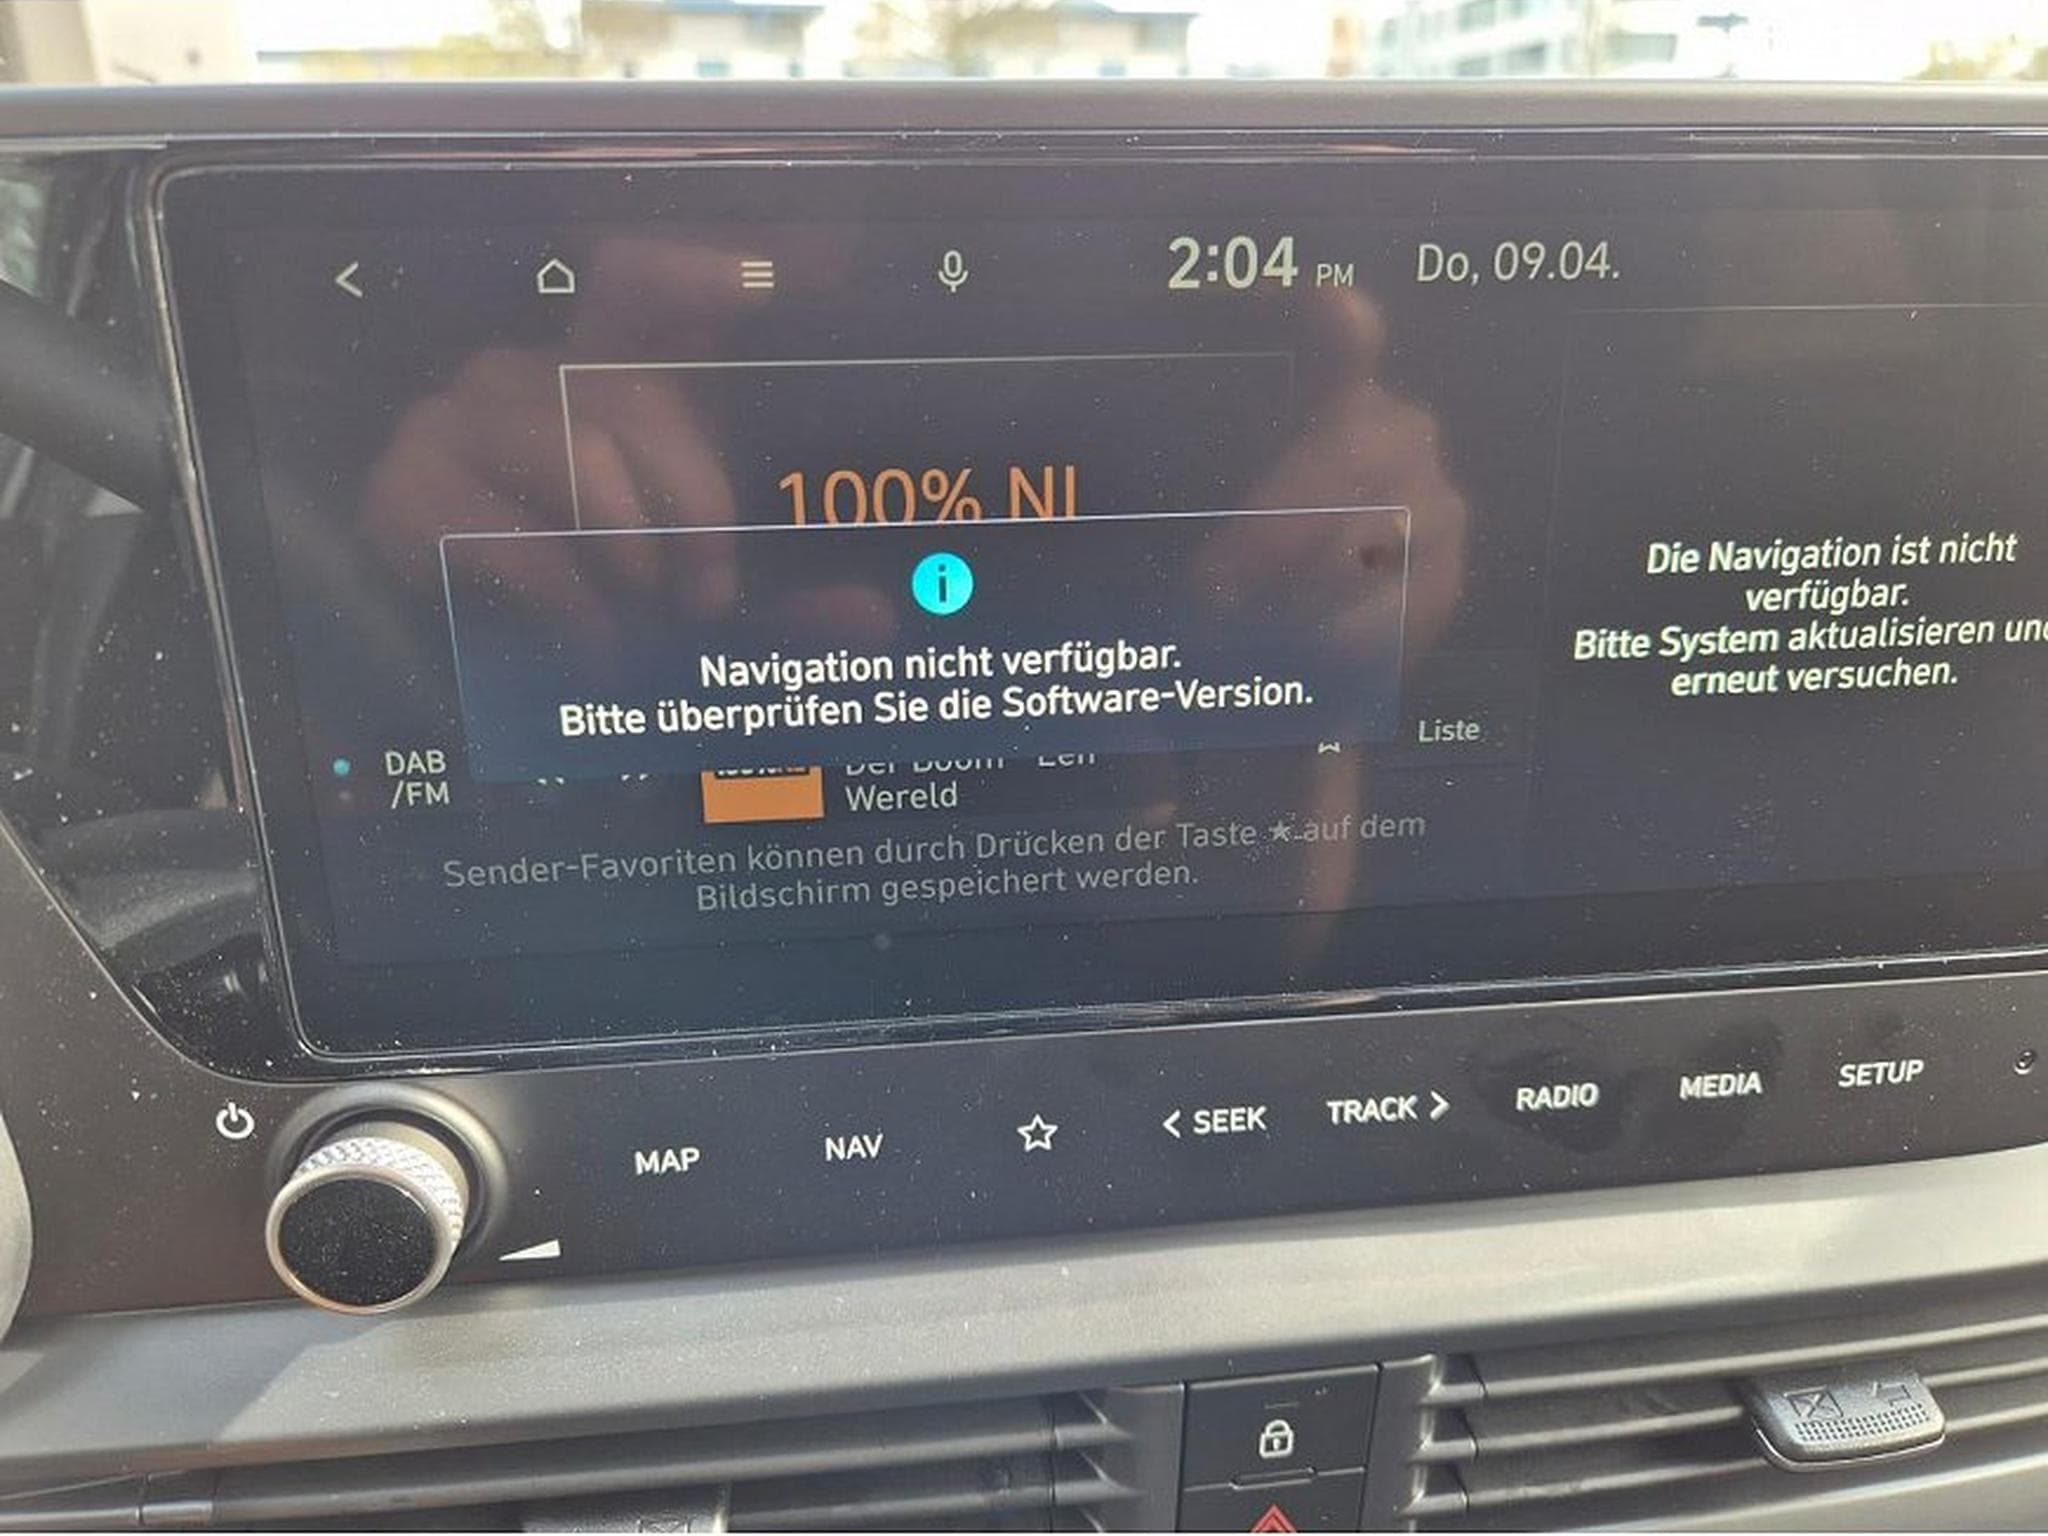 2:04 PM Do, 09.04.
100% NL
Navigation nicht verfügbar.
Bitte überprüfen Sie die Software-Version.
Die Navigation ist nicht
verfügbar.
Bitte System aktualisieren und
erneut versuchen.
Liste
DAB
/FM
Wereld
Sender-Favoriten können durch Drücken der Taste ★ auf dem
Bildschirm gespeichert werden.
MAP NAV < SEEK TRACK > RADIO MEDIA SETUP